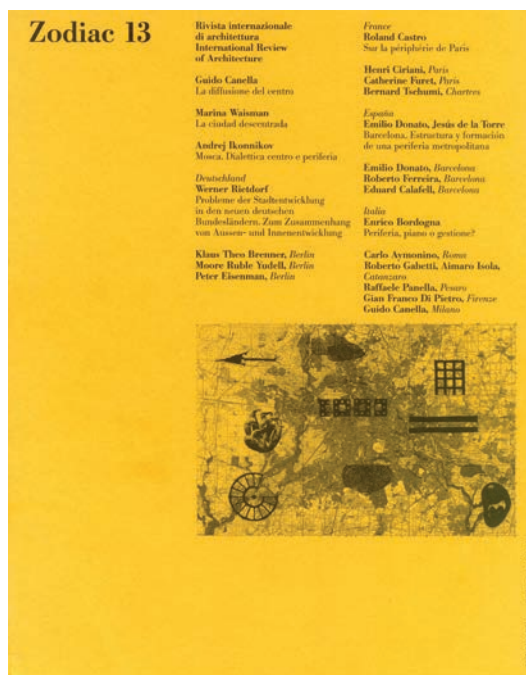 Zodiac 13
Rivista internazionale
di architettura
International Review
of Architecture
Guido Canella
La diffusione del centro
Marina Waisman
La ciudad descentrada
Andrej Ikonnikov
Mosca. Dialettica centro e periferia
Deutschland
Werner Rietdorf
Probleme der Stadtentwicklung
in den neuen deutschen
Bundesländern. Zum Zusammenhang
von Aussen- und Innenentwicklung
Klaus Theo Brenner, Berlin
Moore Ruble Yudell, Berlin
Peter Eisenman, Berlin
France
Roland Castro
Sur la périphérie de Paris
Henri Ciriani, Paris
Catherine Furet, Paris
Bernard Tschumi, Chartres
España
Emilio Donato, Jesús de la Torre
Barcelona. Estructura y formación
de una periferia metropolitana
Emilio Donato, Barcelona
Roberto Ferreira, Barcelona
Eduard Calafell, Barcelona
Italia
Enrico Bordogna
Periferia, piano o gestione?
Carlo Aymonino, Roma
Roberto Gabetti, Aimaro Isola,
Catanzaro
Raffaele Panella, Pesaro
Gian Franco Di Pietro, Firenze
Guido Canella, Milano